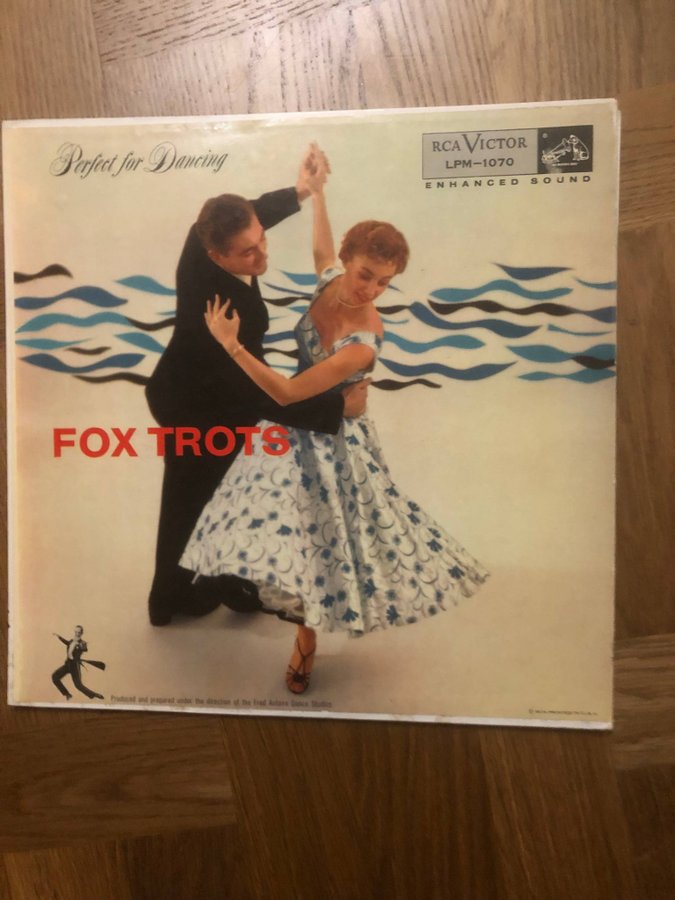 Perfect for Dancing
RCA VICTOR
LPM-1070
ENHANCED SOUND
FOX TROTS
Produced and prepared under the direction of the Fred Astaire Dance Studios